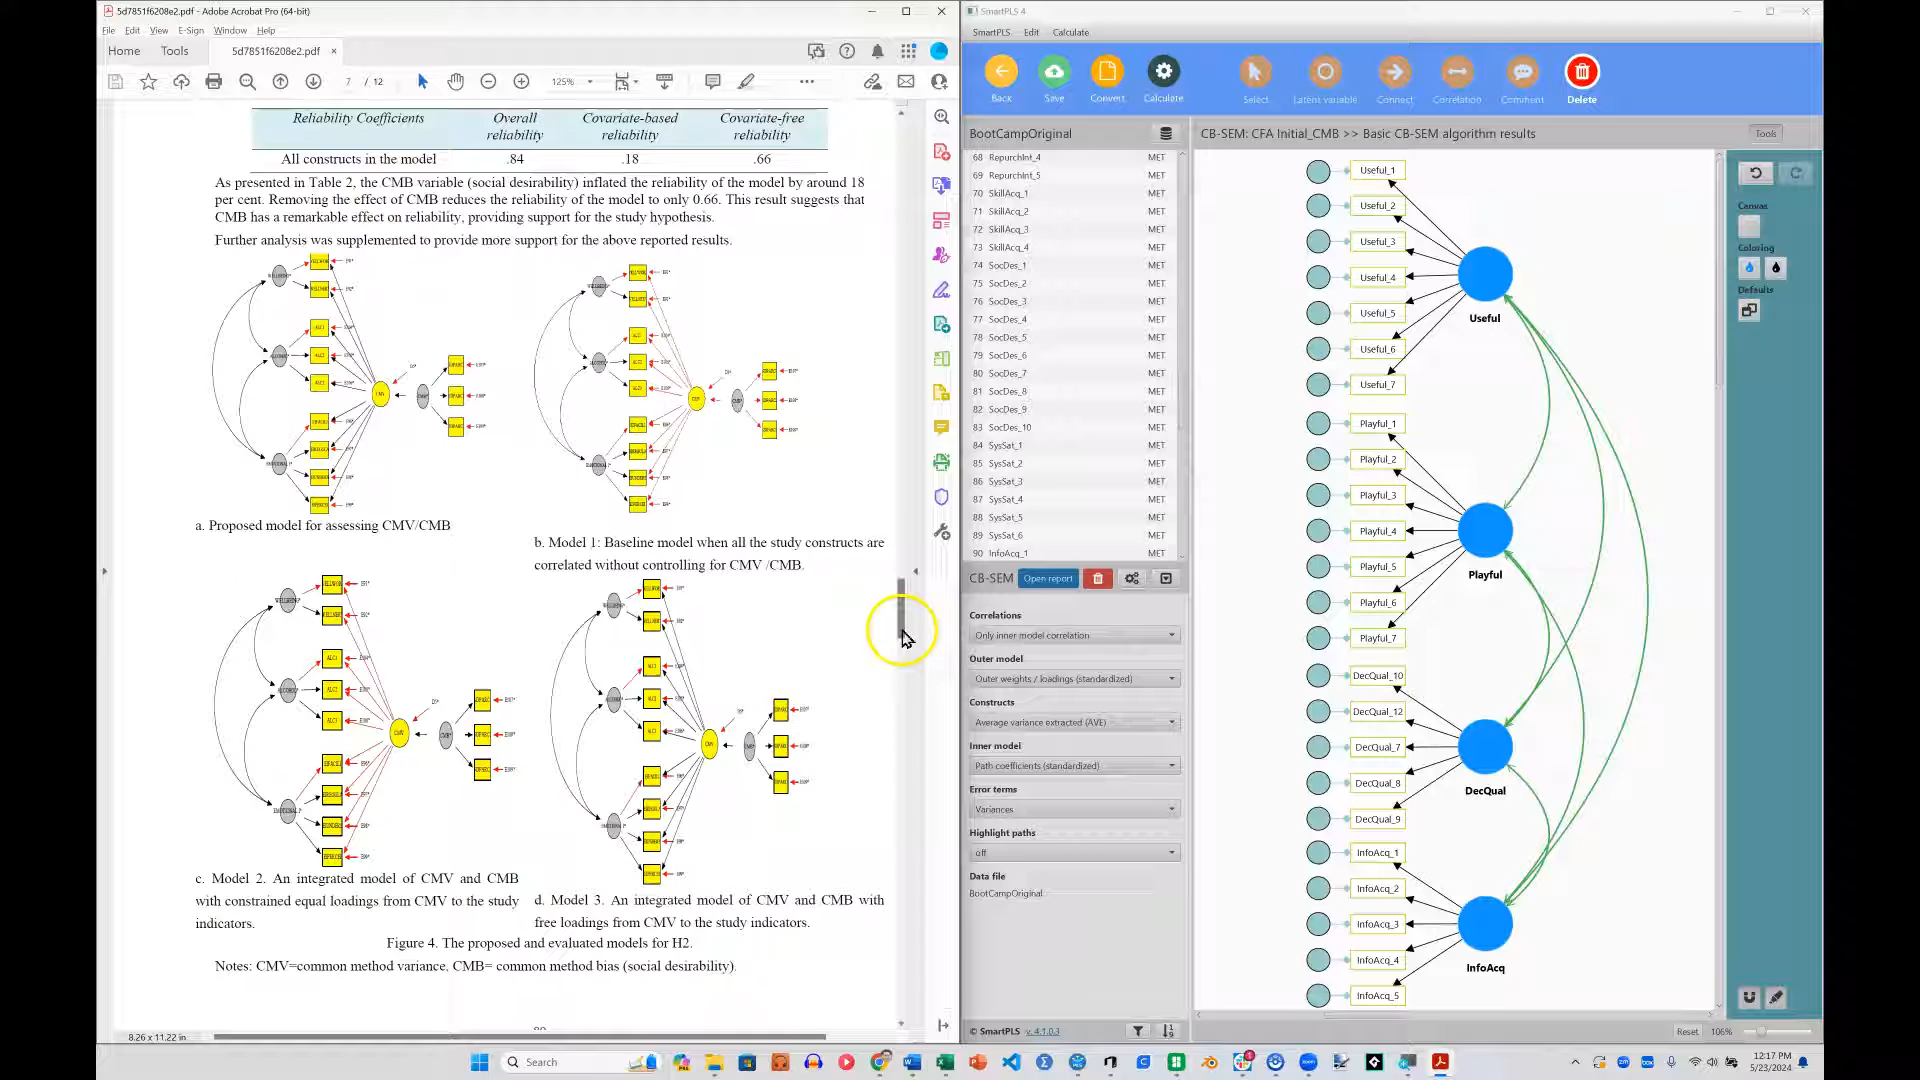 5d7851f6208e2.pdf - Adobe Acrobat Pro (64-bit)
File Edit View E-Sign Window Help
Home Tools 5d7851f6208e2.pdf ×
7 / 12 125%
Reliability Coefficients Overall reliability Covariate-based reliability Covariate-free reliability
All constructs in the model .84 .18 .66
As presented in Table 2, the CMB variable (social desirability) inflated the reliability of the model by around 18
per cent. Removing the effect of CMB reduces the reliability of the model to only 0.66. This result suggests that
CMB has a remarkable effect on reliability, providing support for the study hypothesis.
Further analysis was supplemented to provide more support for the above reported results.
a. Proposed model for assessing CMV/CMB
b. Model 1: Baseline model when all the study constructs are
correlated without controlling for CMV /CMB.
c. Model 2. An integrated model of CMV and CMB
with constrained equal loadings from CMV to the study
indicators.
d. Model 3. An integrated model of CMV and CMB with
free loadings from CMV to the study indicators.
Figure 4. The proposed and evaluated models for H2.
Notes: CMV=common method variance, CMB= common method bias (social desirability).
8.26 x 11.22 in
SmartPLS 4
SmartPLS Edit Calculate
Back Save Convert Calculate Select Latent variable Connect Correlation Comment Delete
BootCampOriginal
68 RepurchInt_4 MET
69 RepurchInt_5 MET
70 SkillAcq_1 MET
71 SkillAcq_2 MET
72 SkillAcq_3 MET
73 SkillAcq_4 MET
74 SocDes_1 MET
75 SocDes_2 MET
76 SocDes_3 MET
77 SocDes_4 MET
78 SocDes_5 MET
79 SocDes_6 MET
80 SocDes_7 MET
81 SocDes_8 MET
82 SocDes_9 MET
83 SocDes_10 MET
84 SysSat_1 MET
85 SysSat_2 MET
86 SysSat_3 MET
87 SysSat_4 MET
88 SysSat_5 MET
89 SysSat_6 MET
90 InfoAcq_1 MET
CB-SEM Open report
Correlations
Only inner model correlation
Outer model
Outer weights / loadings (standardized)
Constructs
Average variance extracted (AVE)
Inner model
Path coefficients (standardized)
Error terms
Variances
Highlight paths
off
Data file
BootCampOriginal
© SmartPLS v. 4.1.0.3
CB-SEM: CFA Initial_CMB >> Basic CB-SEM algorithm results
Tools
Useful_1
Useful_2
Useful_3
Useful_4
Useful_5
Useful_6
Useful_7
Useful
Playful_1
Playful_2
Playful_3
Playful_4
Playful_5
Playful_6
Playful_7
Playful
DecQual_10
DecQual_12
DecQual_7
DecQual_8
DecQual_9
DecQual
InfoAcq_1
InfoAcq_2
InfoAcq_3
InfoAcq_4
InfoAcq_5
InfoAcq
Canvas
Coloring
Defaults
Reset 106%
Search
12:17 PM
5/23/2024